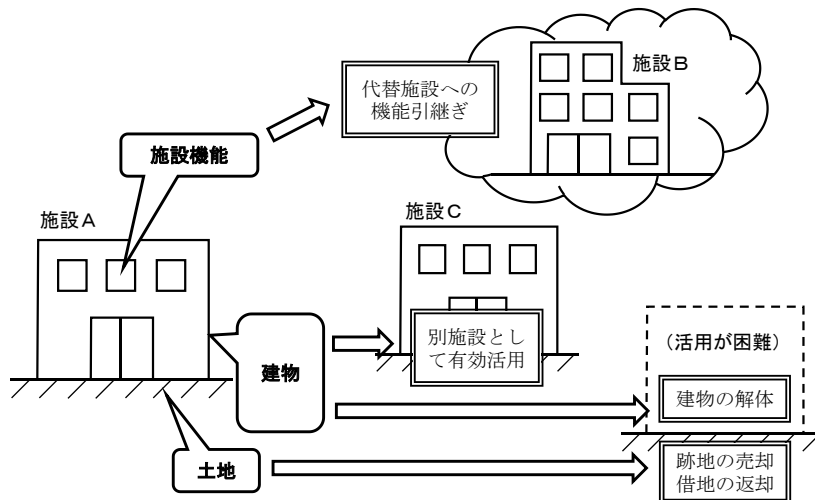 施設B
代替施設への
機能引継ぎ
施設機能
施設A
施設C
別施設とし
て有効活用
建物
（活用が困難）
建物の解体
土地
跡地の売却
借地の返却